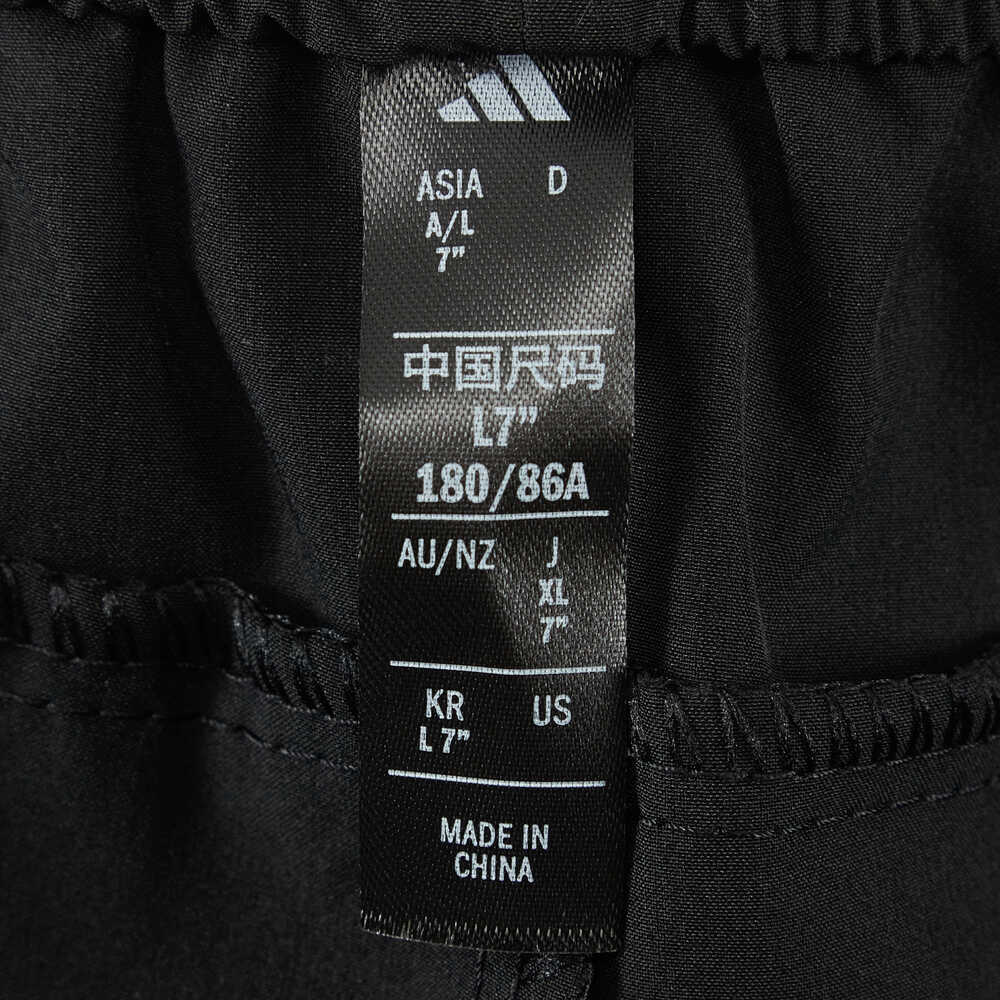 ASIA D
A/L
7”
中国尺码
L7”
180/86A
AU/NZ J
XL
7”
KR US
L 7”
MADE IN
CHINA